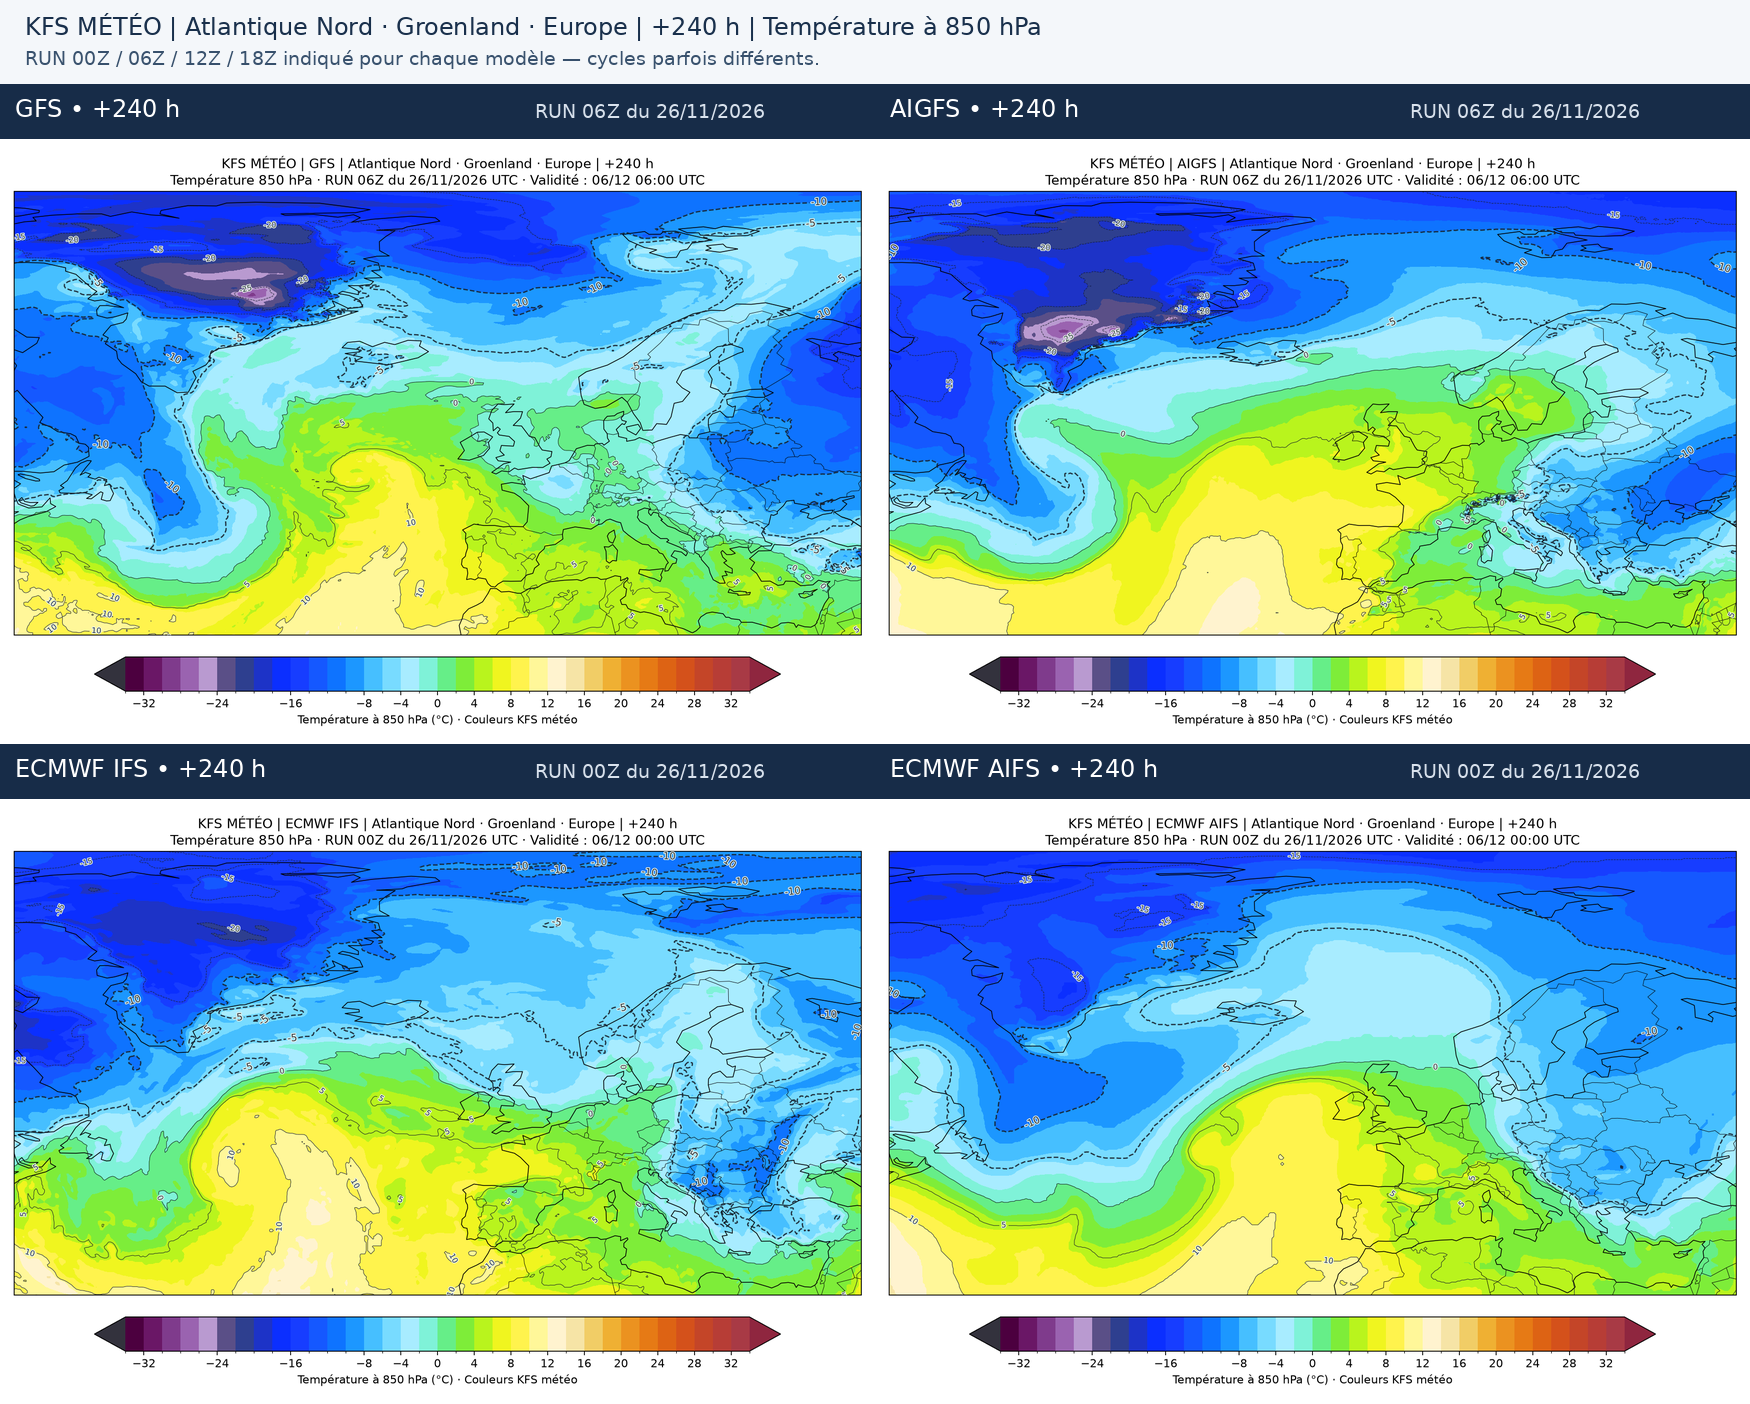 KFS MÉTÉO | Atlantique Nord · Groenland · Europe | +240 h | Température à 850 hPa
RUN 00Z / 06Z / 12Z / 18Z indiqué pour chaque modèle — cycles parfois différents.
GFS • +240 h
RUN 06Z du 26/11/2026
KFS MÉTÉO | GFS | Atlantique Nord · Groenland · Europe | +240 h
Température 850 hPa · RUN 06Z du 26/11/2026 UTC · Validité : 06/12 06:00 UTC
−32 −24 −16 −8 −4 0 4 8 12 16 20 24 28 32
Température à 850 hPa (°C) · Couleurs KFS météo
AIGFS • +240 h
RUN 06Z du 26/11/2026
KFS MÉTÉO | AIGFS | Atlantique Nord · Groenland · Europe | +240 h
Température 850 hPa · RUN 06Z du 26/11/2026 UTC · Validité : 06/12 06:00 UTC
−32 −24 −16 −8 −4 0 4 8 12 16 20 24 28 32
Température à 850 hPa (°C) · Couleurs KFS météo
ECMWF IFS • +240 h
RUN 00Z du 26/11/2026
KFS MÉTÉO | ECMWF IFS | Atlantique Nord · Groenland · Europe | +240 h
Température 850 hPa · RUN 00Z du 26/11/2026 UTC · Validité : 06/12 00:00 UTC
−32 −24 −16 −8 −4 0 4 8 12 16 20 24 28 32
Température à 850 hPa (°C) · Couleurs KFS météo
ECMWF AIFS • +240 h
RUN 00Z du 26/11/2026
KFS MÉTÉO | ECMWF AIFS | Atlantique Nord · Groenland · Europe | +240 h
Température 850 hPa · RUN 00Z du 26/11/2026 UTC · Validité : 06/12 00:00 UTC
−32 −24 −16 −8 −4 0 4 8 12 16 20 24 28 32
Température à 850 hPa (°C) · Couleurs KFS météo